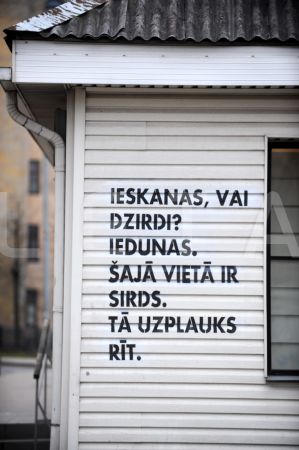 IESKANAS, VAI
DZIRDI?
IEDUNAS.
ŠAJĀ VIETĀ IR
SIRDS.
TĀ UZPLAUKS
RĪT.